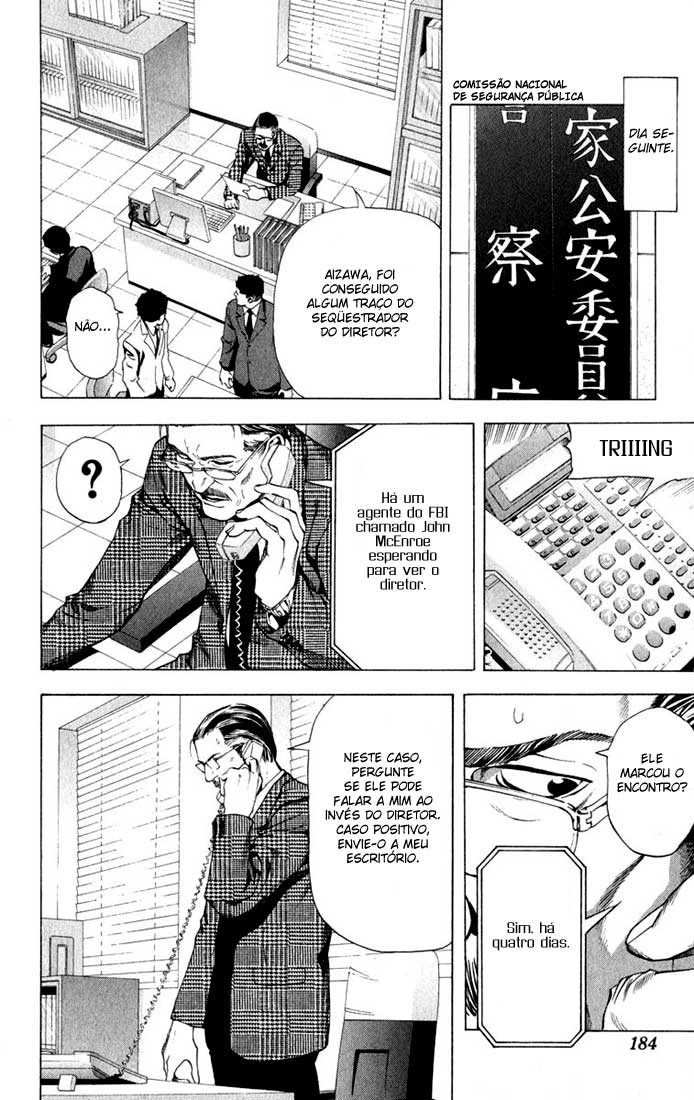 DIA SE-
GUINTE.
COMISSÃO NACIONAL
DE SEGURANÇA PÚBLICA
家公安委員
警察庁
AIZAWA, FOI
CONSEGUIDO
ALGUM TRAÇO DO
SEQÜESTRADOR
DO DIRETOR?
NÃO...
TRIIIING
Há um
agente do FBI
chamado John
McEnroe
esperando
para ver o
diretor.
?
ELE
MARCOU O
ENCONTRO?
Sim, há
quatro dias.
NESTE CASO,
PERGUNTE
SE ELE PODE
FALAR A MIM AO
INVÉS DO DIRETOR.
CASO POSITIVO,
ENVIE-O A MEU
ESCRITÓRIO.
184